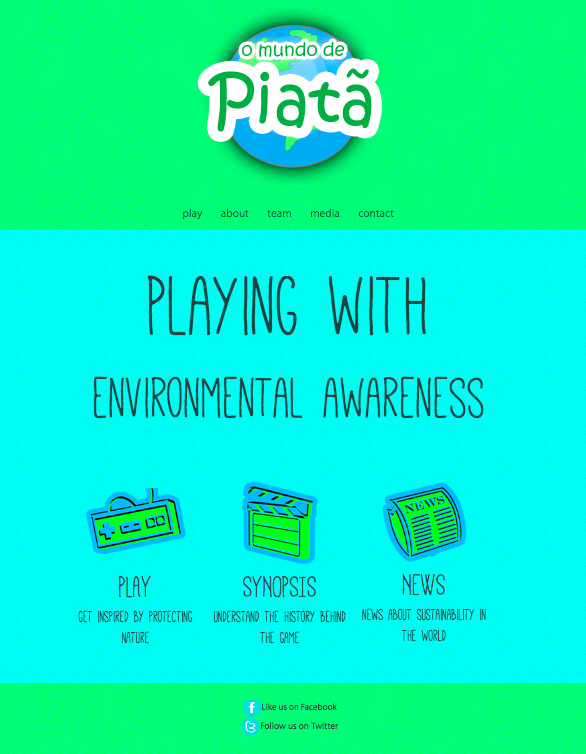 o mundo de
Piatã
play about team media contact
PLAYING WITH
ENVIRONMENTAL AWARENESS
NEWS
PLAY
GET INSPIRED BY PROTECTING
NATURE
SYNOPSIS
UNDERSTAND THE HISTORY BEHIND
THE GAME
NEWS
NEWS ABOUT SUSTAINABILITY IN
THE WORLD
Like us on Facebook
Follow us on Twitter